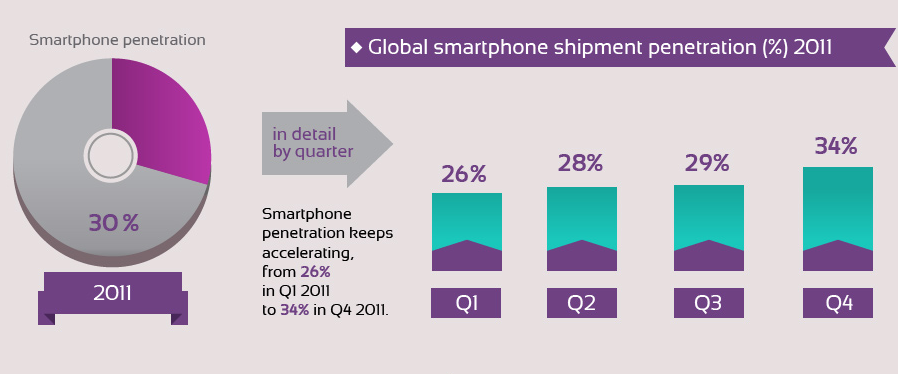 Smartphone penetration
30%
2011
◆ Global smartphone shipment penetration (%) 2011
in detail
by quarter
Smartphone
penetration keeps
accelerating,
from 26%
in Q1 2011
to 34% in Q4 2011.
26%
28%
29%
34%
Q1
Q2
Q3
Q4